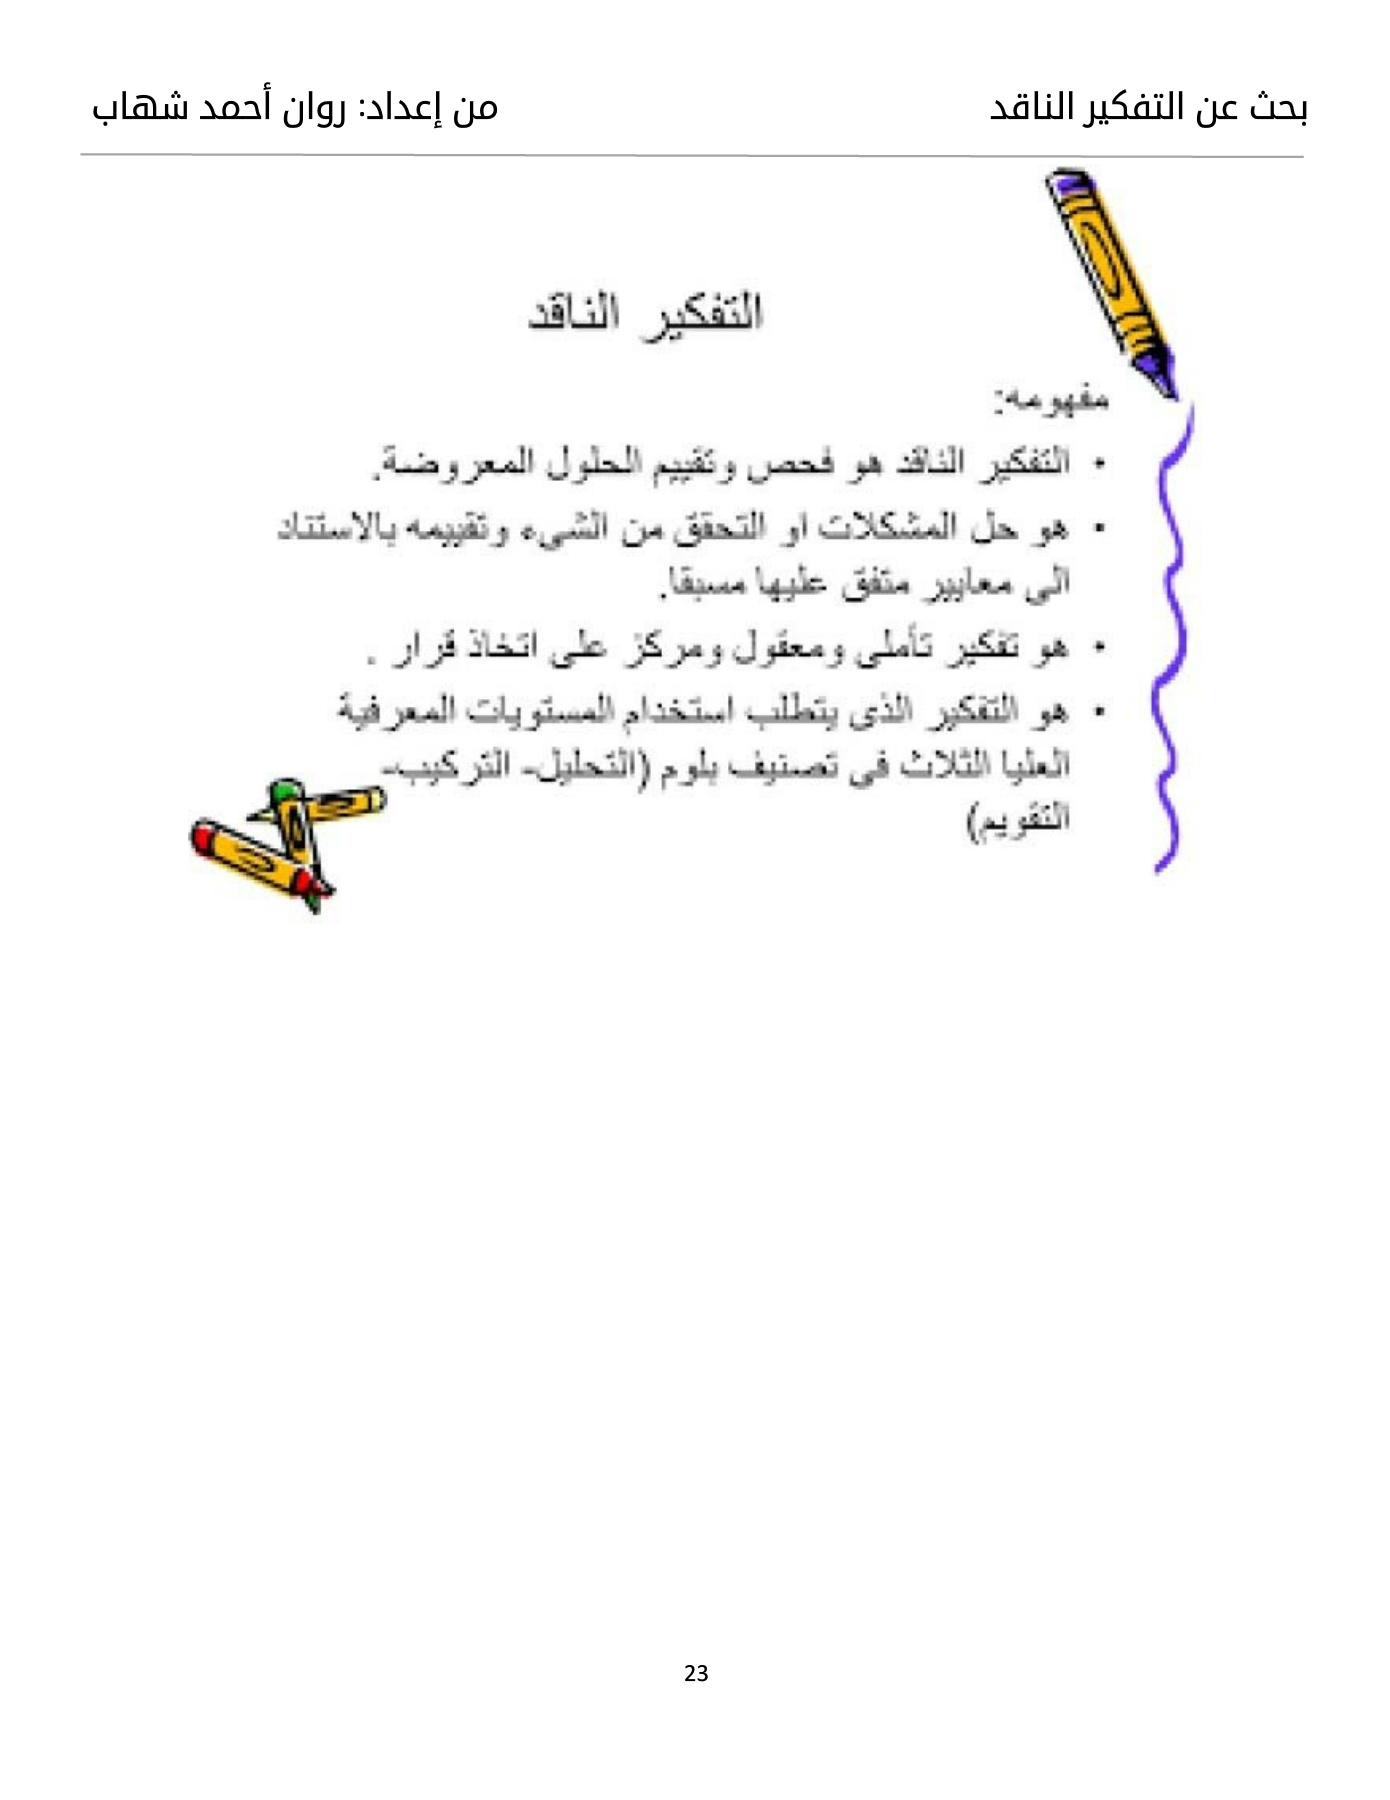 بحث عن التفكير الناقد
من إعداد: روان أحمد شهاب
التفكير الناقد
مفهومه:
• التفكير الناقد هو فحص وتقييم الحلول المعروضة.
• هو حل المشكلات او التحقق من الشىء وتقييمه بالاستناد
الى معايير متفق عليها مسبقا.
• هو تفكير تأملى ومعقول ومركز على اتخاذ قرار .
• هو التفكير الذى يتطلب استخدام المستويات المعرفية
العليا الثلاث فى تصنيف بلوم (التحليل- التركيب-
التقويم)
23